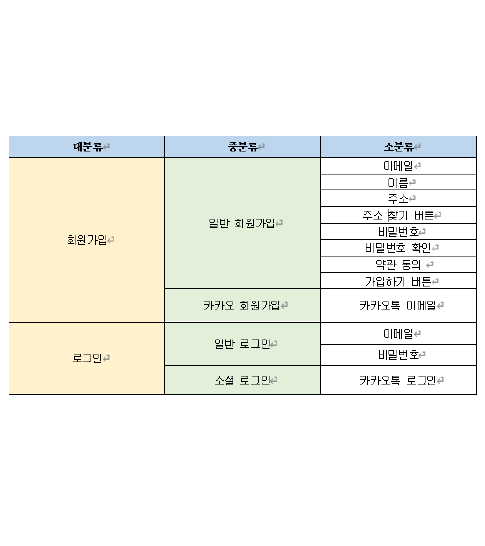 대분류 중분류 소분류
회원가입 일반 회원가입 이메일
이름
주소
주소 찾기 버튼
비밀번호
비밀번호 확인
약관 동의
가입하기 버튼
카카오 회원가입 카카오톡 이메일
로그인 일반 로그인 이메일
비밀번호
소셜 로그인 카카오톡 로그인